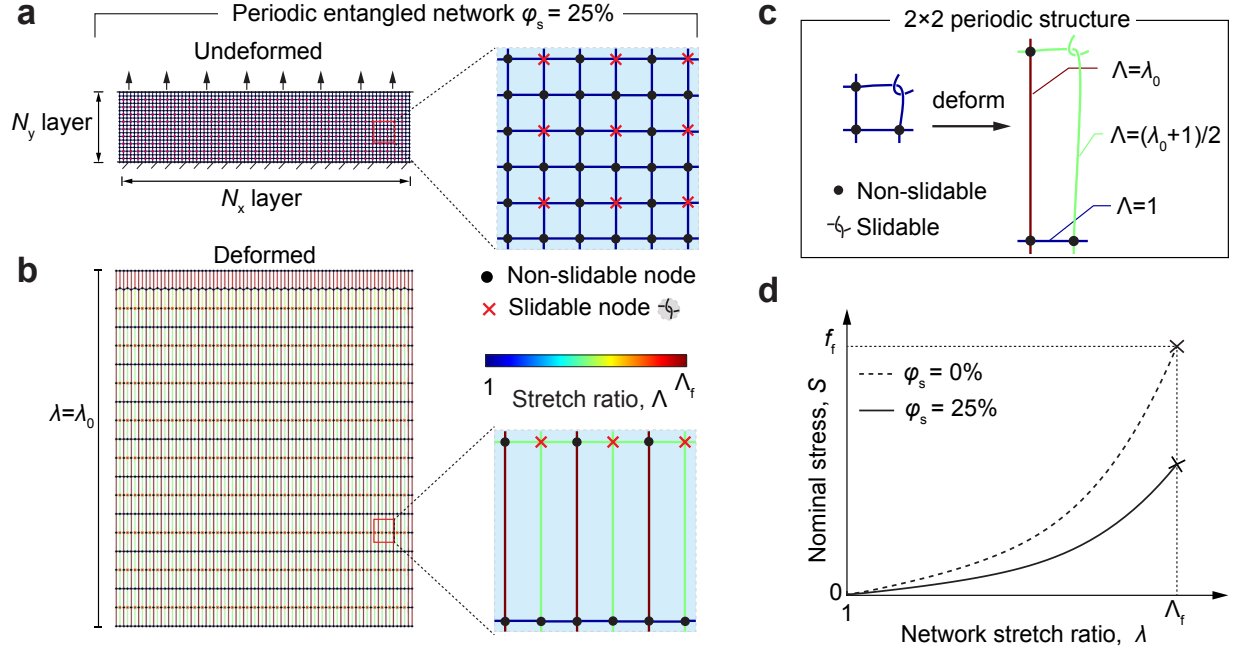 a
Periodic entangled network φs = 25%
Undeformed
Ny layer
Nx layer
b
Deformed
λ=λ0
Non-slidable node
Slidable node
1
Λf
Stretch ratio, Λ
c
2×2 periodic structure
deform
Λ=λ0
Λ=(λ0+1)/2
Λ=1
Non-slidable
Slidable
d
Nominal stress, S
ff
φs = 0%
φs = 25%
0
1
Λf
Network stretch ratio, λ